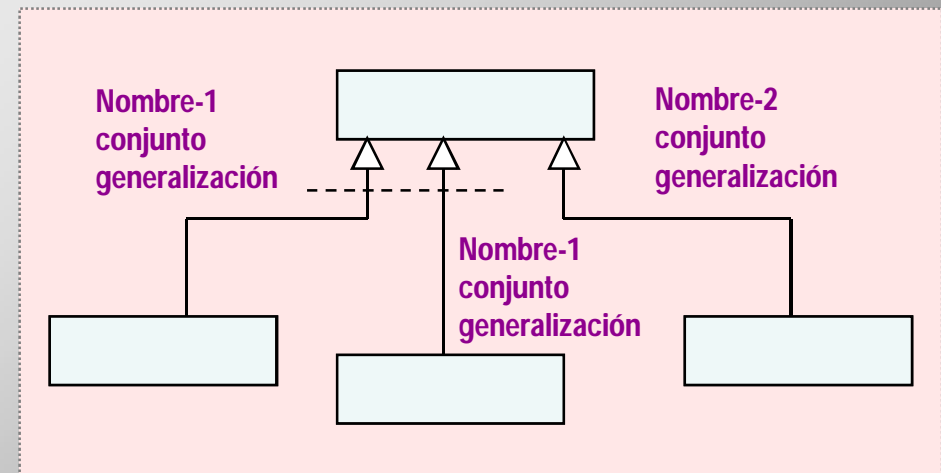 Nombre-1
conjunto
generalización
Nombre-2
conjunto
generalización
Nombre-1
conjunto
generalización